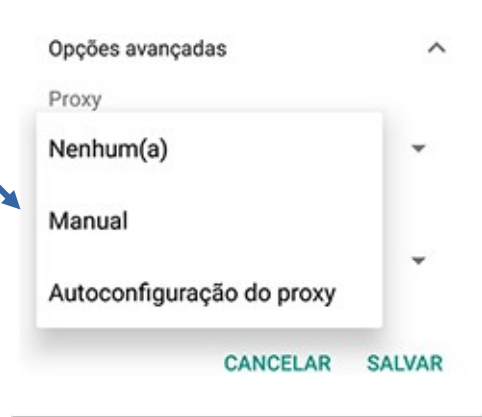 Opções avançadas
Proxy
Nenhum(a)
Manual
Autoconfiguração do proxy
CANCELAR SALVAR